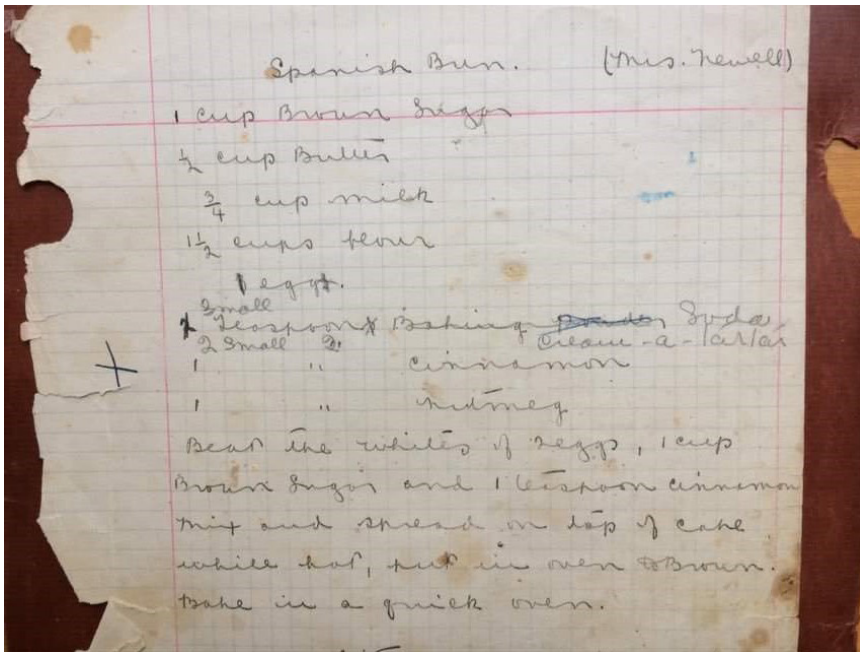 Spanish Bun. (Mrs. Newell)
1 cup Brown Sugar
½ cup Butter
¾ cup milk
1½ cups flour
1 egg.
small
1 Teaspoon Baking powder Soda
2 small " Cream-a-Tartar
1 " cinnamon
1 " nutmeg
Beat the whites of 2 eggs, 1 cup
Brown Sugar and 1 teaspoon cinnamon
mix and spread on top of cake
while hot, put in oven to Brown.
Bake in a quick oven.